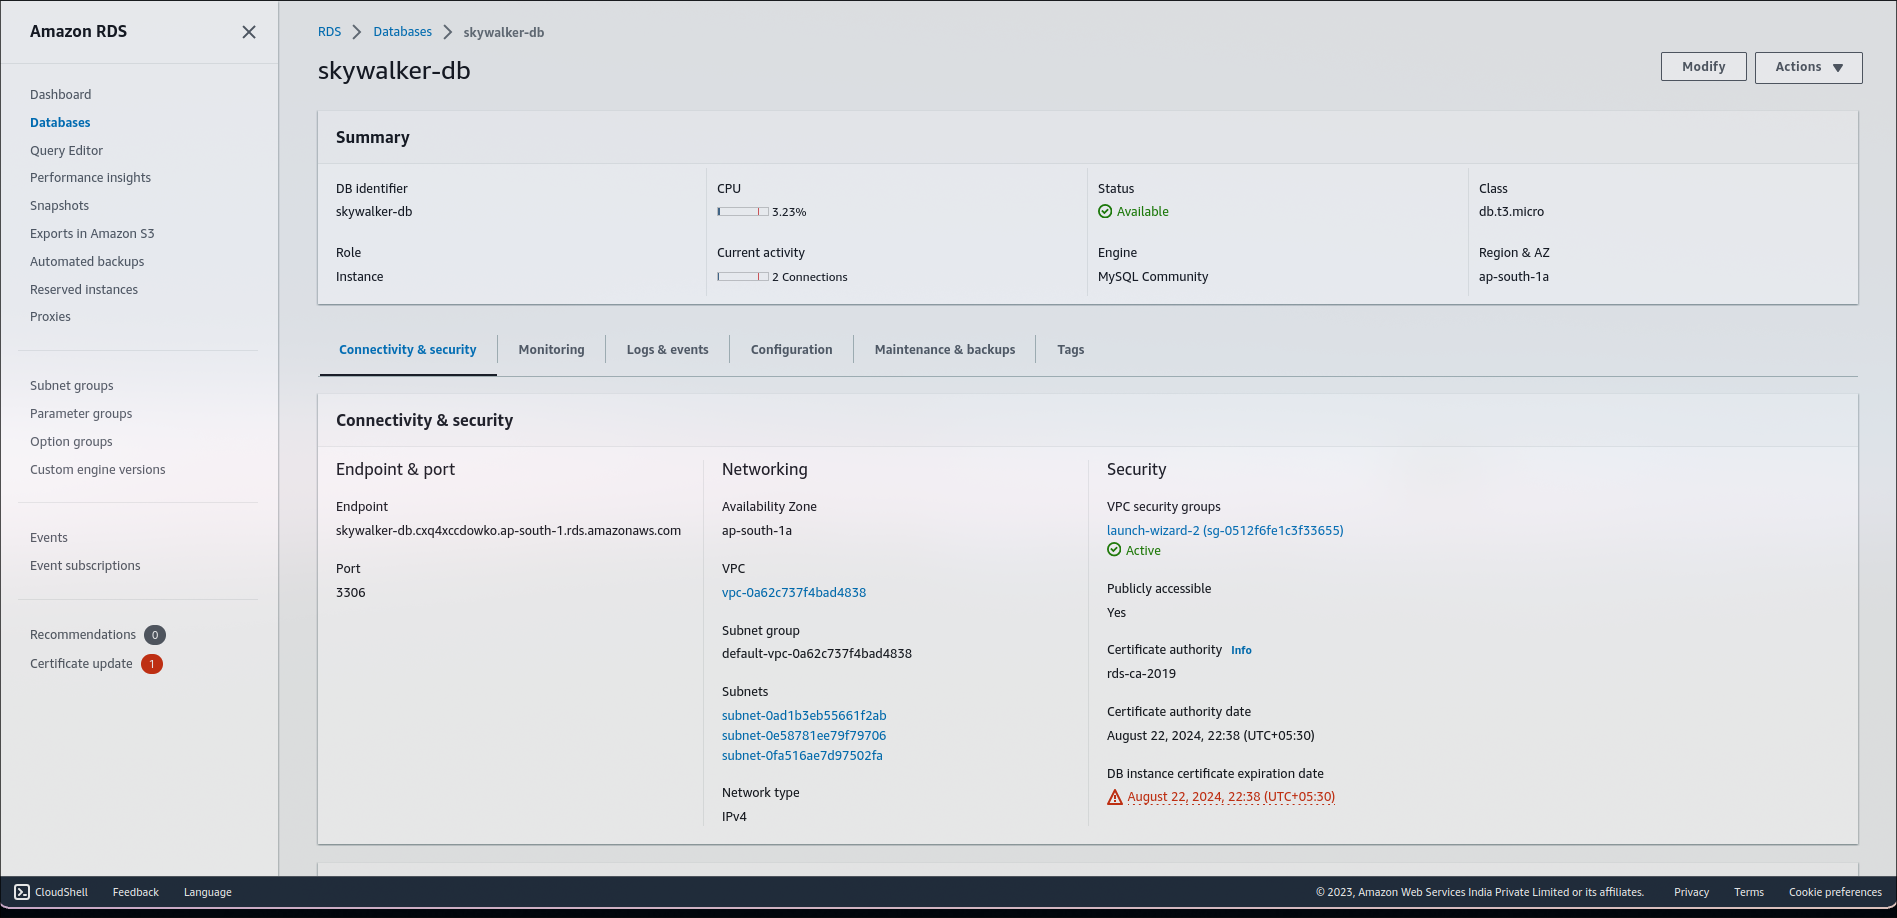 Amazon RDS
Dashboard
Databases
Query Editor
Performance insights
Snapshots
Exports in Amazon S3
Automated backups
Reserved instances
Proxies
Subnet groups
Parameter groups
Option groups
Custom engine versions
Events
Event subscriptions
Recommendations 0
Certificate update 1
RDS Databases skywalker-db
skywalker-db
Modify
Actions
Summary
DB identifier
skywalker-db
CPU
3.23%
Status
Available
Class
db.t3.micro
Role
Instance
Current activity
2 Connections
Engine
MySQL Community
Region & AZ
ap-south-1a
Connectivity & security
Monitoring
Logs & events
Configuration
Maintenance & backups
Tags
Connectivity & security
Endpoint & port
Endpoint
skywalker-db.cxq4xccdowko.ap-south-1.rds.amazonaws.com
Port
3306
Networking
Availability Zone
ap-south-1a
VPC
vpc-0a62c737f4bad4838
Subnet group
default-vpc-0a62c737f4bad4838
Subnets
subnet-0ad1b3eb55661f2ab
subnet-0e58781ee79f79706
subnet-0fa516ae7d97502fa
Network type
IPv4
Security
VPC security groups
launch-wizard-2 (sg-0512f6fe1c3f33655)
Active
Publicly accessible
Yes
Certificate authority Info
rds-ca-2019
Certificate authority date
August 22, 2024, 22:38 (UTC+05:30)
DB instance certificate expiration date
August 22, 2024, 22:38 (UTC+05:30)
CloudShell
Feedback
Language
© 2023, Amazon Web Services India Private Limited or its affiliates.
Privacy
Terms
Cookie preferences